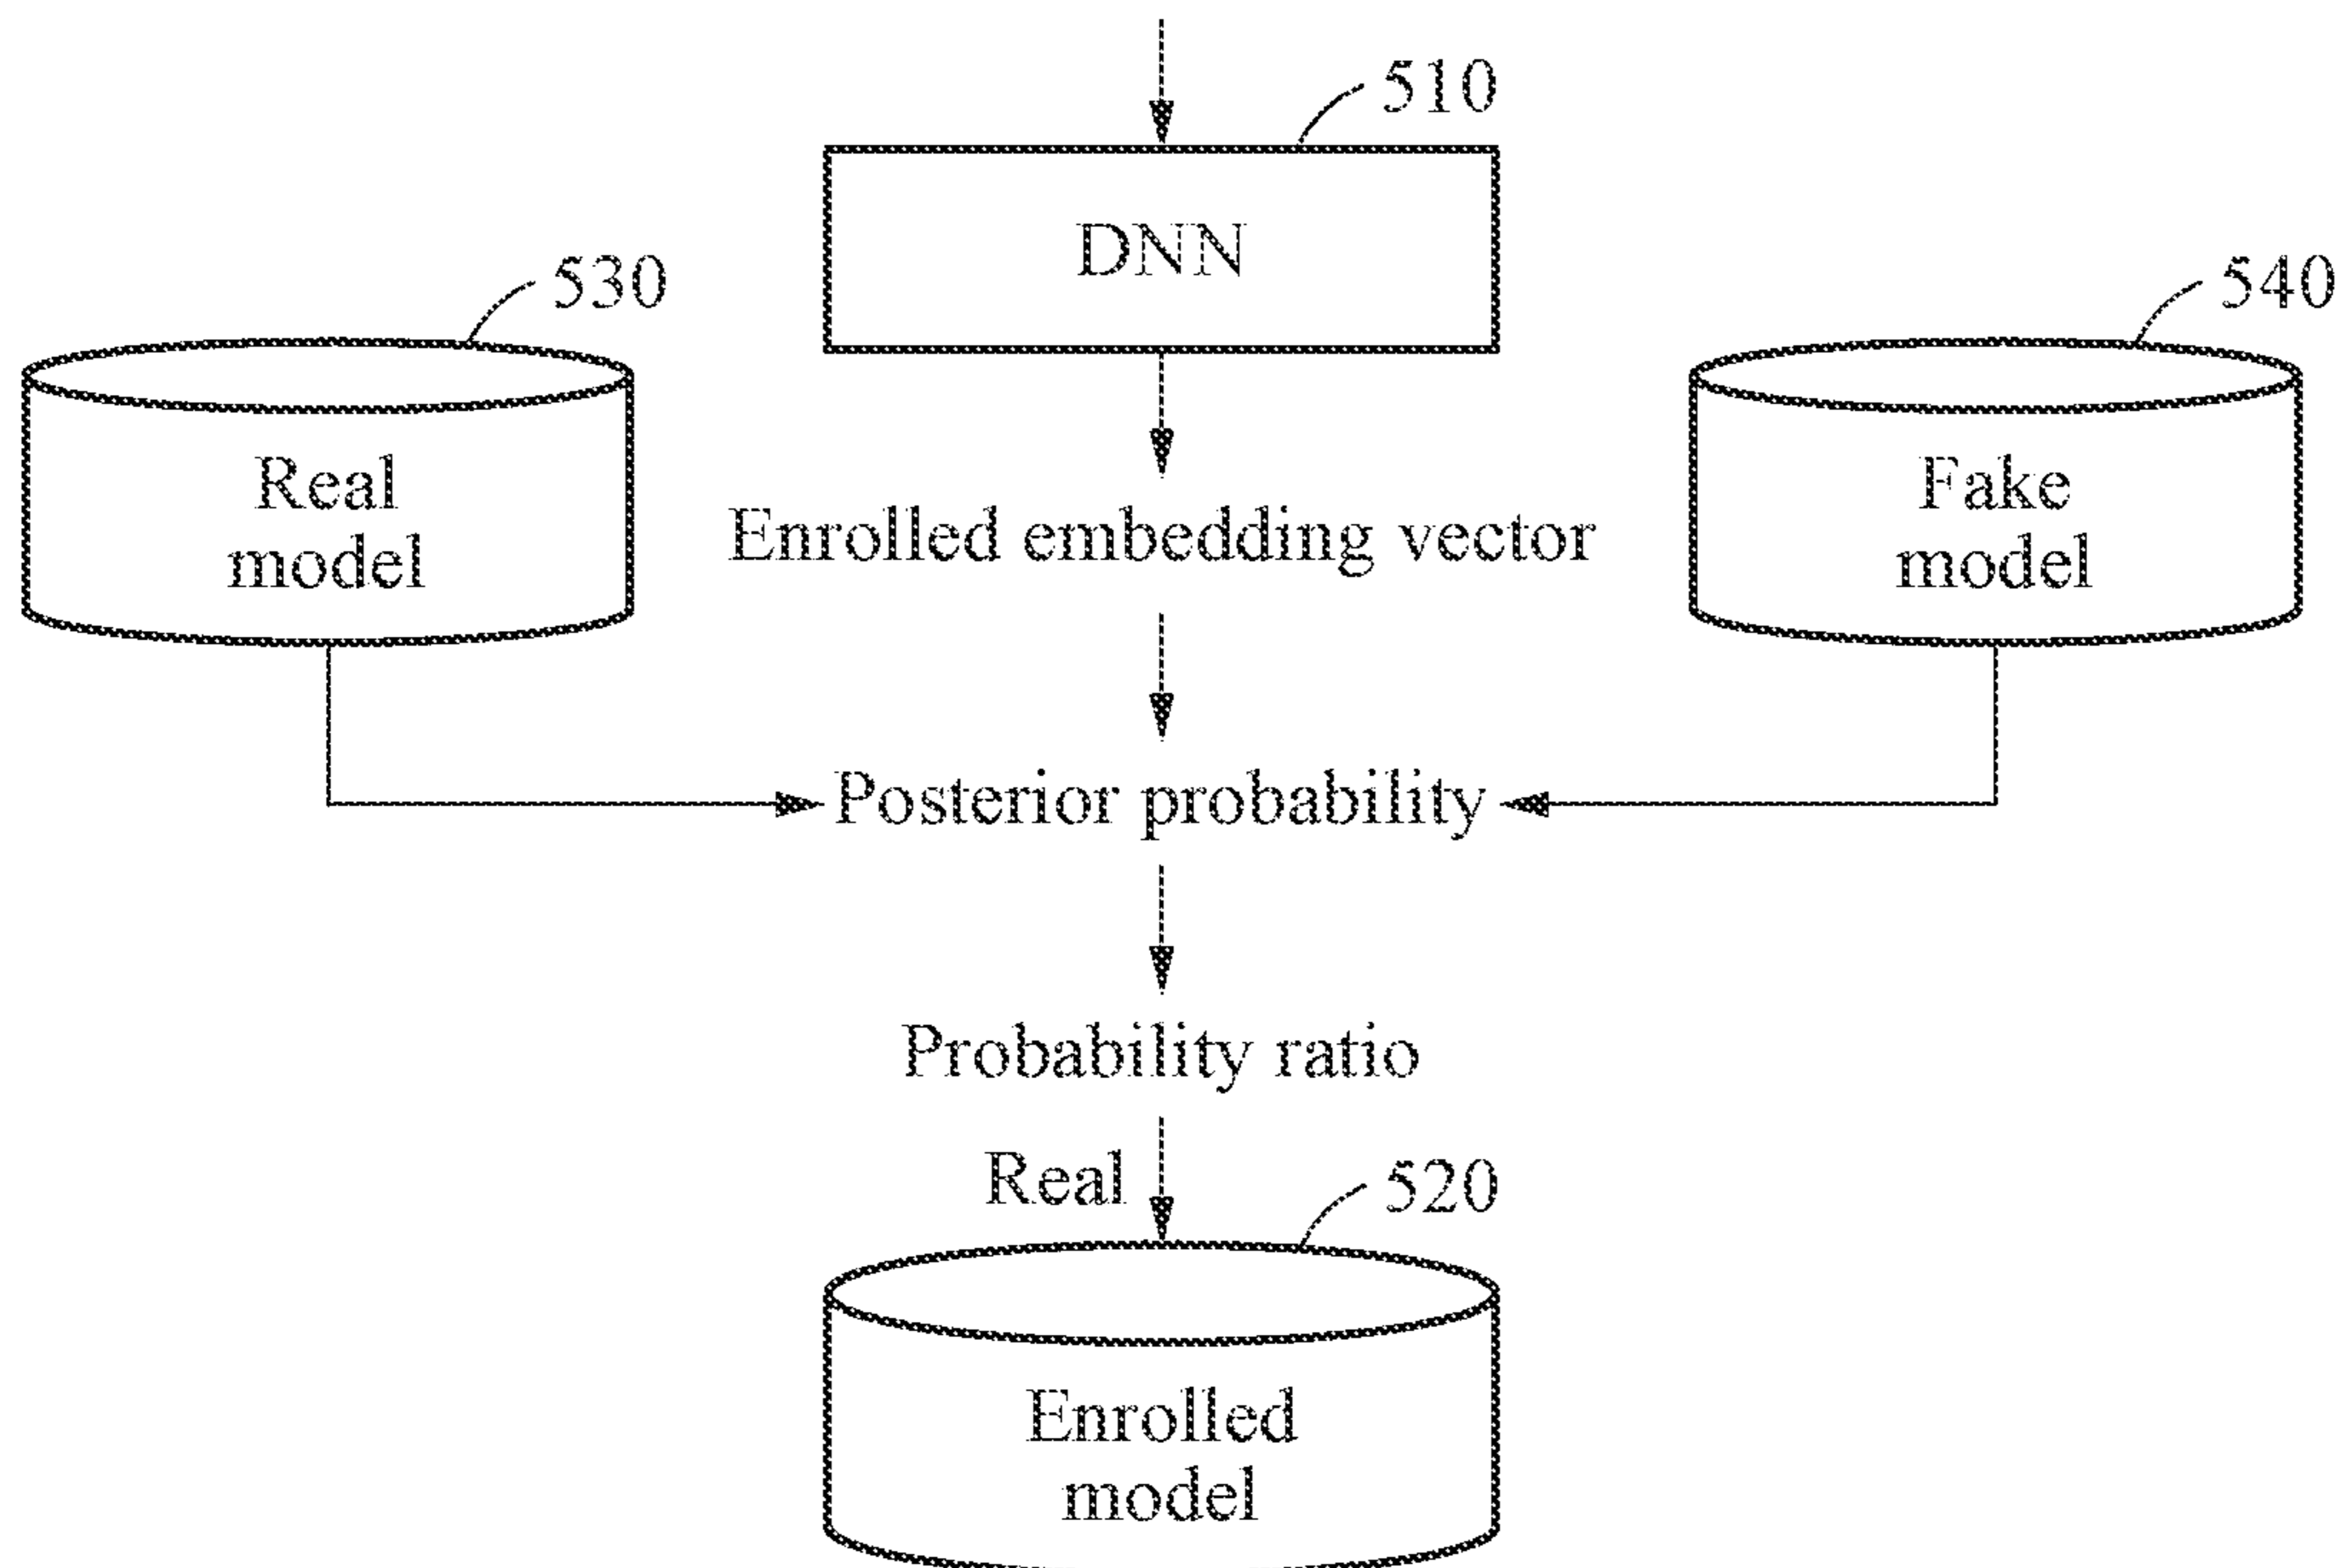 510
DNN
530
540
Real
model
Enrolled embedding vector
Fake
model
Posterior probability
Probability ratio
Real
520
Enrolled
model